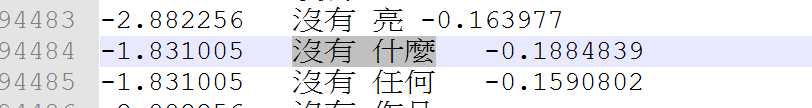 94483 -2.882256 沒有 亮 -0.163977
94484 -1.831005 沒有 什麼 -0.1884839
94485 -1.831005 沒有 任何 -0.1590802